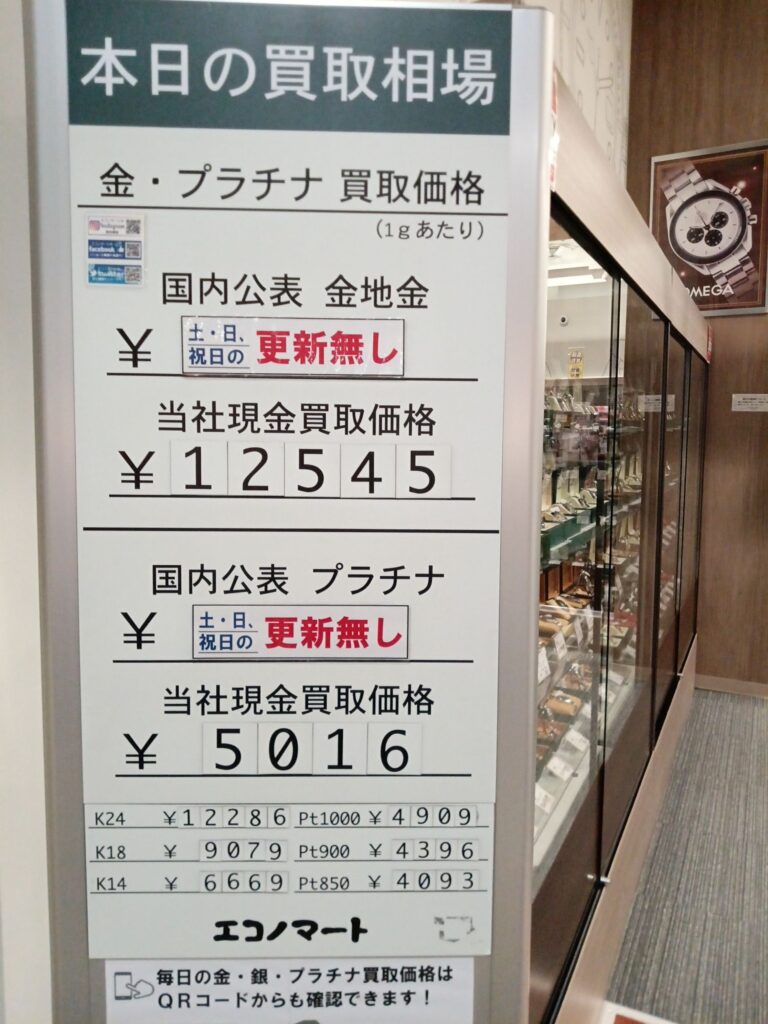 本日の買取相場
金・プラチナ 買取価格
(1gあたり)
Instagram
facebook
twitter
国内公表 金地金
¥ 土・日、祝日の 更新無し
当社現金買取価格
¥ 12545
国内公表 プラチナ
¥ 土・日、祝日の 更新無し
当社現金買取価格
¥ 5016
K24 ¥12286 Pt1000 ¥4909
K18 ¥9079 Pt900 ¥4396
K14 ¥6669 Pt850 ¥4093
エコノマート
毎日の金・銀・プラチナ買取価格は
QRコードからも確認できます!
OMEGA